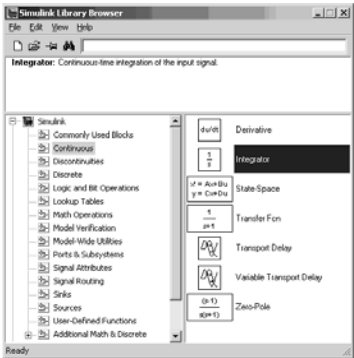 Simulink Library Browser
File Edit View Help
Integrator: Continuous-time integration of the input signal.
Simulink
Commonly Used Blocks
Continuous
Discontinuities
Discrete
Logic and Bit Operations
Lookup Tables
Math Operations
Model Verification
Model-Wide Utilities
Ports & Subsystems
Signal Attributes
Signal Routing
Sinks
Sources
User-Defined Functions
Additional Math & Discrete
du/dt Derivative
1
s
Integrator
x' = Ax+Bu
y = Cx+Du
State-Space
1
s+1
Transfer Fcn
Transport Delay
Variable Transport Delay
(s-1)
s(s+1)
Zero-Pole
Ready